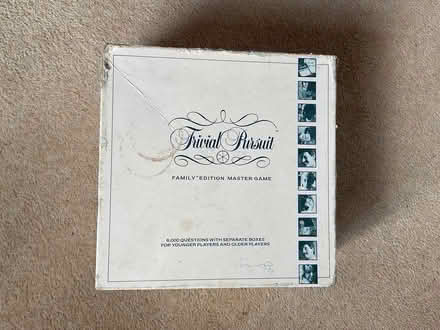 Trivial Pursuit
FAMILY EDITION MASTER GAME
6,000 QUESTIONS WITH SEPARATE BOXES
FOR YOUNGER PLAYERS AND OLDER PLAYERS